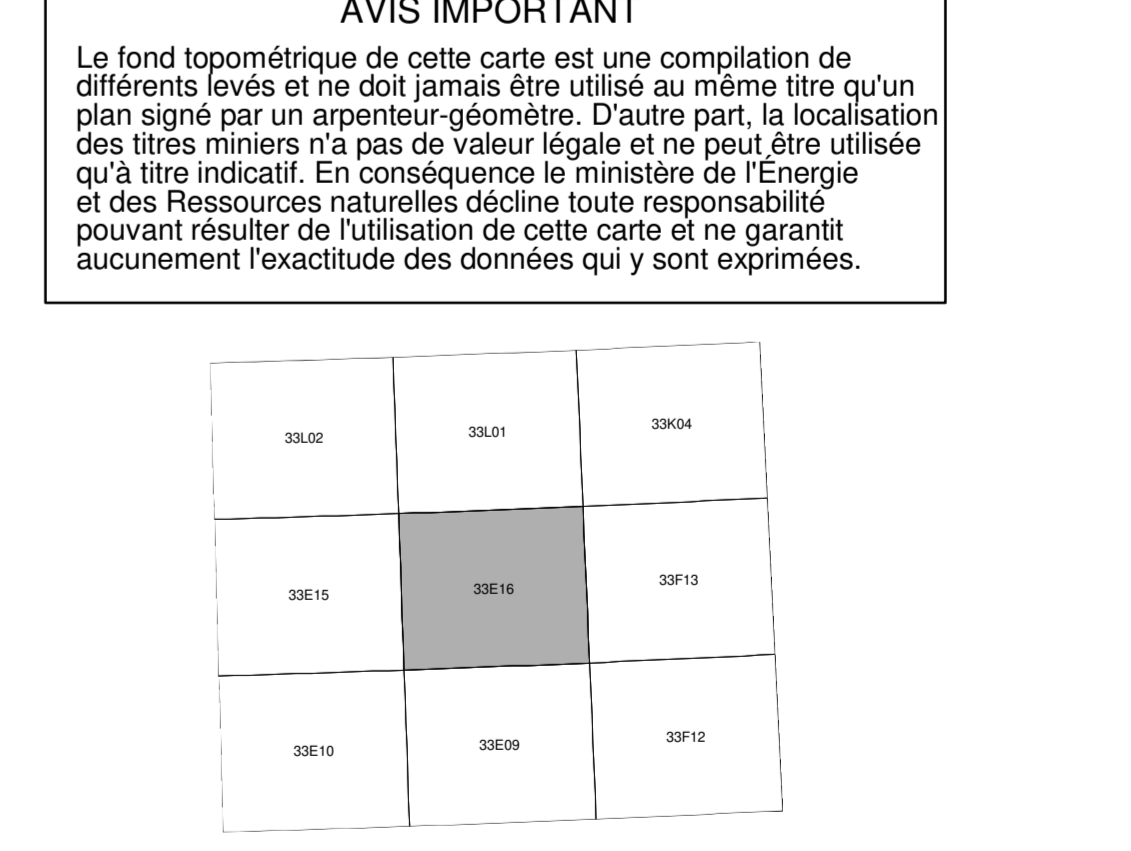 AVIS IMPORTANT
Le fond topométrique de cette carte est une compilation de
différents levés et ne doit jamais être utilisé au même titre qu'un
plan signé par un arpenteur-géomètre. D'autre part, la localisation
des titres miniers n'a pas de valeur légale et ne peut être utilisée
qu'à titre indicatif. En conséquence le ministère de l'Énergie
et des Ressources naturelles décline toute responsabilité
pouvant résulter de l'utilisation de cette carte et ne garantit
aucunement l'exactitude des données qui y sont exprimées.
33L02 33L01 33K04
33E15 33E16 33F13
33E10 33E09 33F12